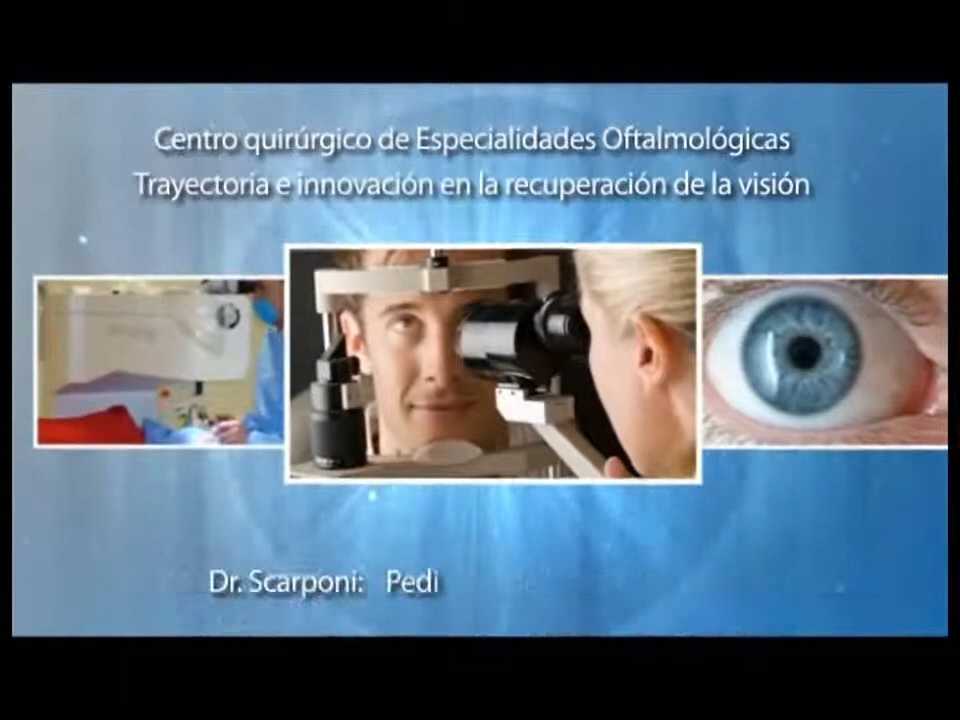 Centro quirúrgico de Especialidades Oftalmológicas
Trayectoria e innovación en la recuperación de la visión
Dr. Scarponi: Pedi